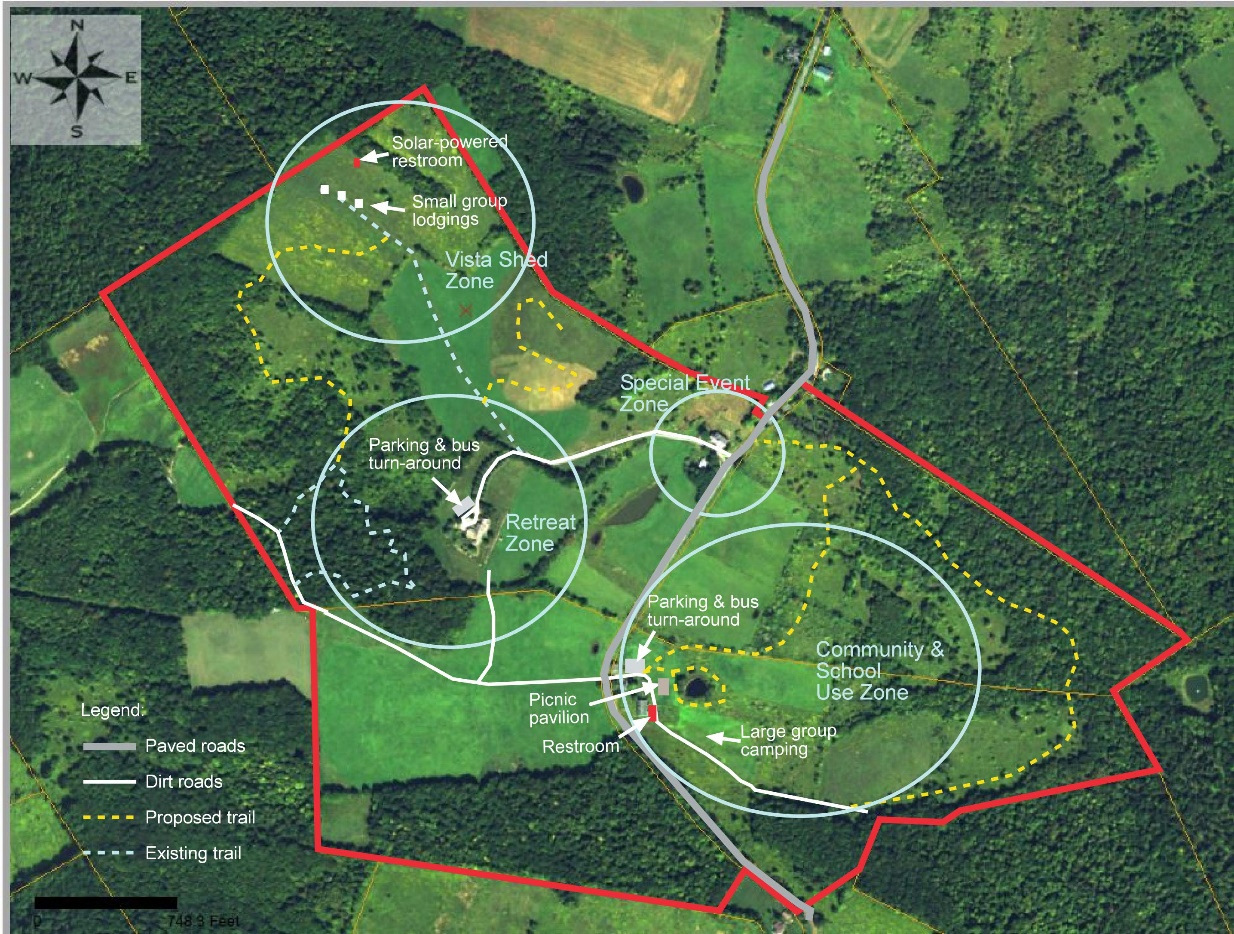 N
W E
S
Solar-powered
restroom
Small group
lodgings
Vista Shed
Zone
Special Event
Zone
Parking & bus
turn-around
Retreat
Zone
Parking & bus
turn-around
Community &
School
Use Zone
Picnic
pavilion
Restroom
Large group
camping
Legend:
Paved roads
Dirt roads
Proposed trail
Existing trail
0 748.3 Feet